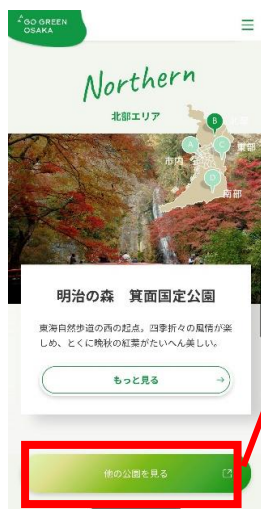 GO GREEN
OSAKA
Northern
北部エリア
B
A
C
市内
東部
D
南部
明治の森　箕面国定公園
東海自然歩道の西の起点。四季折々の風情が楽
しめ、とくに晩秋の紅葉がたいへん美しい。
もっと見る
他の公園を見る